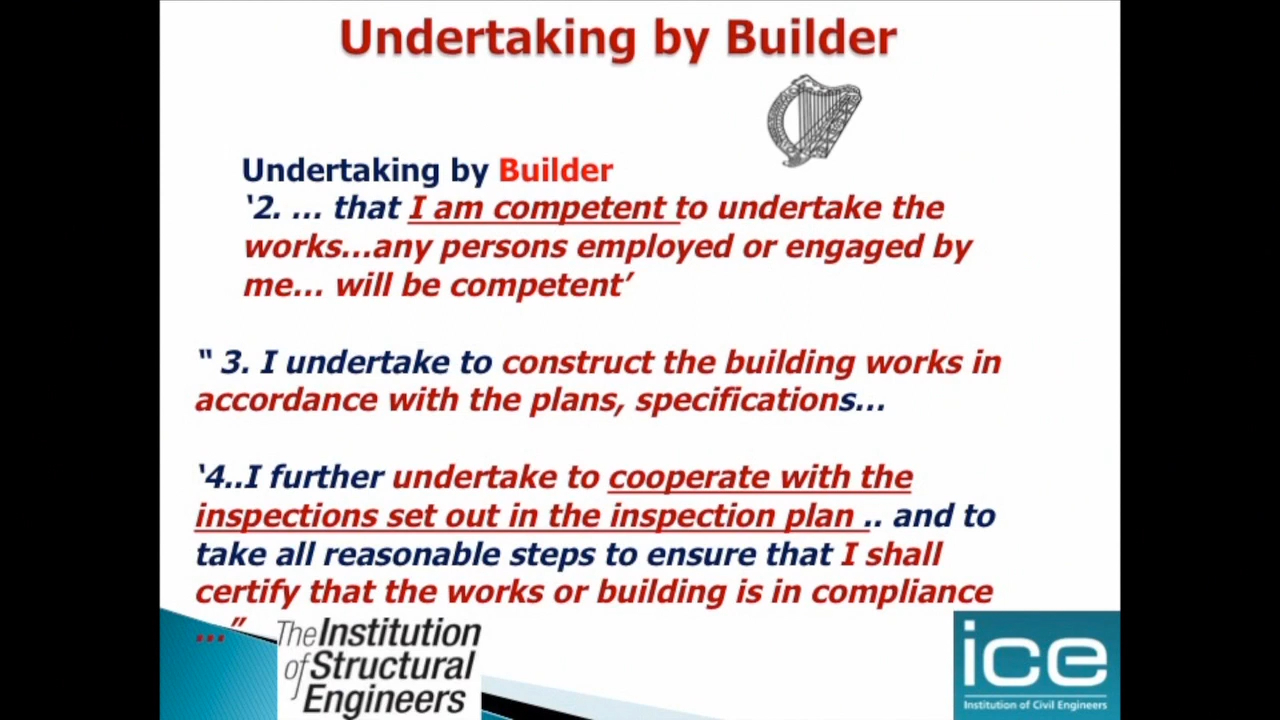 Undertaking by Builder
Undertaking by Builder
‘2. … that I am competent to undertake the
works…any persons employed or engaged by
me… will be competent’
“ 3. I undertake to construct the building works in
accordance with the plans, specifications…
‘4..I further undertake to cooperate with the
inspections set out in the inspection plan .. and to
take all reasonable steps to ensure that I shall
certify that the works or building is in compliance
…”
The Institution
of Structural
Engineers
ice
Institution of Civil Engineers